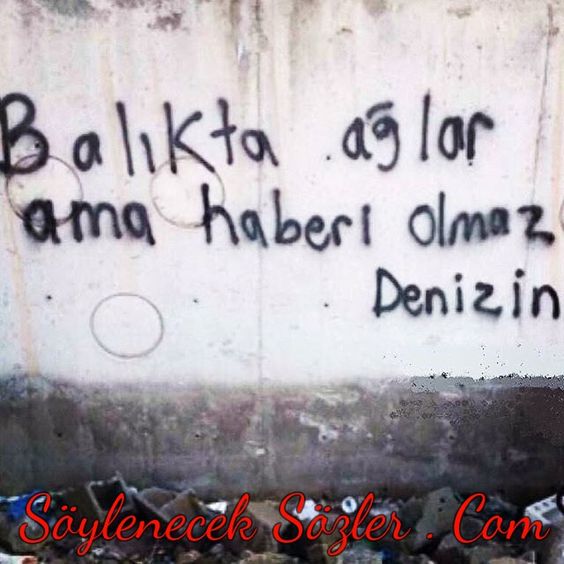 Balıkta ağlar
ama haberi olmaz
Denizin
Söylenecek Sözler . Com